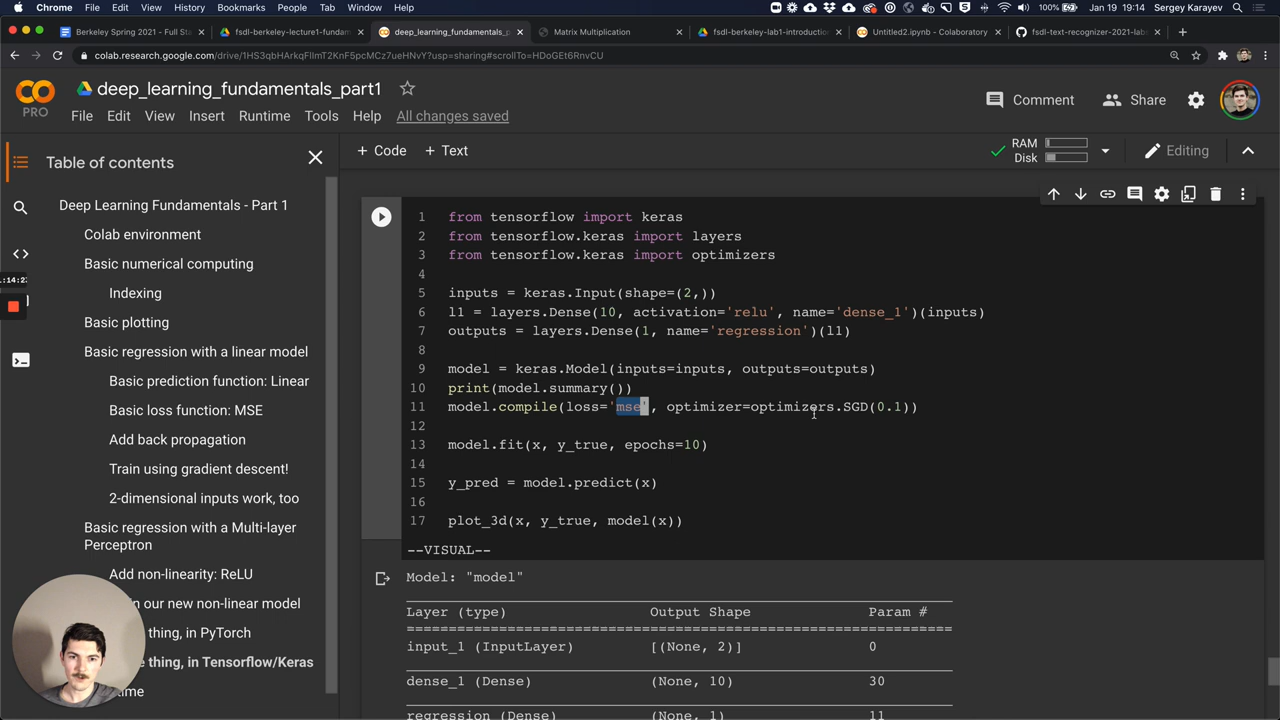 Chrome File Edit View History Bookmarks People Tab Window Help 100% Jan 19 19:14 Sergey Karayev
Berkeley Spring 2021 - Full Sta
fsdl-berkeley-lecture1-fundam
deep_learning_fundamentals_p
Matrix Multiplication
fsdl-berkeley-lab1-introduction
Untitled2.ipynb - Colaboratory
fsdl-text-recognizer-2021-lab
colab.research.google.com/drive/1HS3qbHArkqFIlmT2KnF5pcMCz7ueHNvY?usp=sharing#scrollTo=HDoGEt6RnvCU
PRO
deep_learning_fundamentals_part1
File Edit View Insert Runtime Tools Help All changes saved
Comment Share
+ Code + Text
RAM
Disk
Editing
Table of contents
Deep Learning Fundamentals - Part 1
Colab environment
Basic numerical computing
Indexing
Basic plotting
Basic regression with a linear model
Basic prediction function: Linear
Basic loss function: MSE
Add back propagation
Train using gradient descent!
2-dimensional inputs work, too
Basic regression with a Multi-layer
Perceptron
Add non-linearity: ReLU
our new non-linear model
thing, in PyTorch
thing, in Tensorflow/Keras
time
1:14:2
1 from tensorflow import keras
2 from tensorflow.keras import layers
3 from tensorflow.keras import optimizers
4
5 inputs = keras.Input(shape=(2,))
6 l1 = layers.Dense(10, activation='relu', name='dense_1')(inputs)
7 outputs = layers.Dense(1, name='regression')(l1)
8
9 model = keras.Model(inputs=inputs, outputs=outputs)
10 print(model.summary())
11 model.compile(loss='mse', optimizer=optimizers.SGD(0.1))
12
13 model.fit(x, y_true, epochs=10)
14
15 y_pred = model.predict(x)
16
17 plot_3d(x, y_true, model(x))
--VISUAL--
Model: "model"
Layer (type) Output Shape Param #
input_1 (InputLayer) [(None, 2)] 0
dense_1 (Dense) (None, 10) 30
regression (Dense) (None, 1) 11